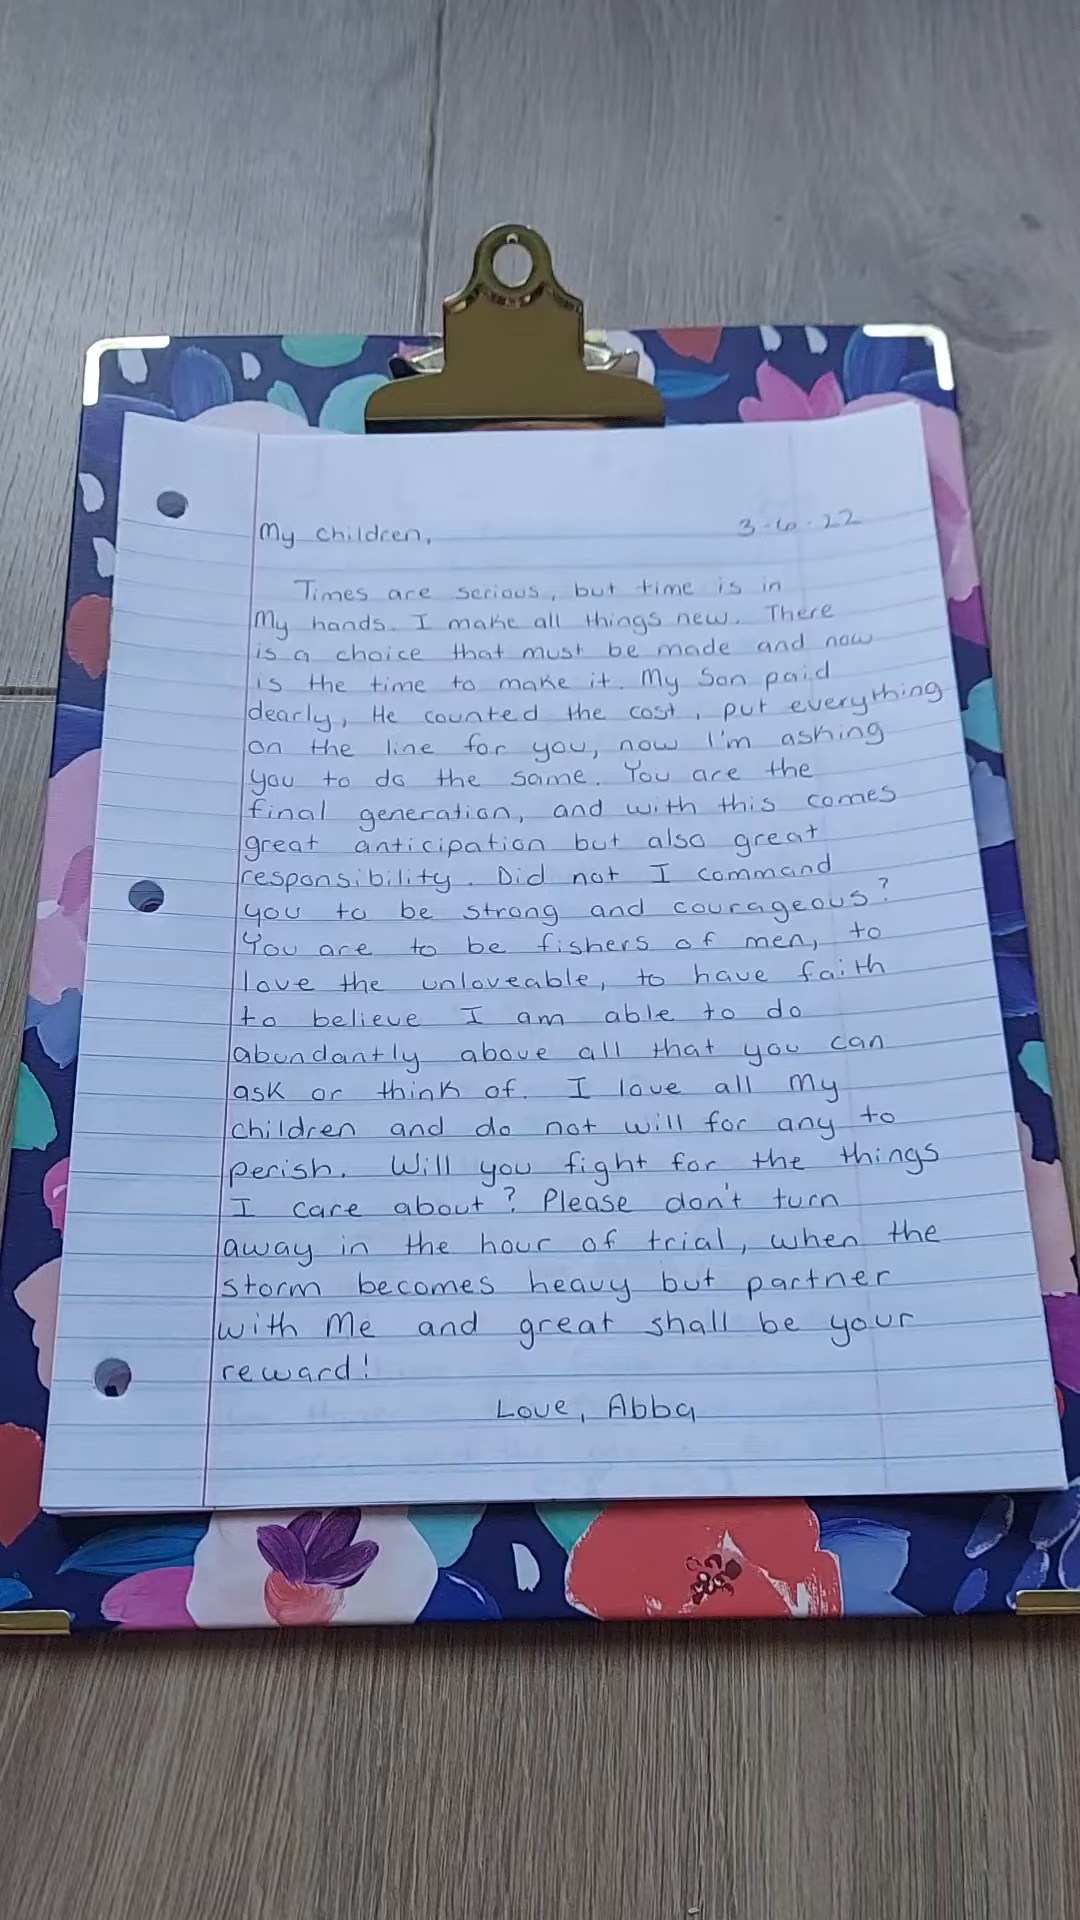 My children,
3-6-22
Times are serious, but time is in
My hands. I make all things new. There
is a choice that must be made and now
is the time to make it. My Son paid
dearly, He counted the cost, put everything
on the line for you, now I'm asking
you to do the same. You are the
final generation, and with this comes
great anticipation but also great
responsibility. Did not I command
you to be strong and courageous?
You are to be fishers of men, to
love the unloveable, to have faith
to believe I am able to do
abundantly above all that you can
ask or think of. I love all My
children and do not will for any to
perish. Will you fight for the things
I care about? Please don't turn
away in the hour of trial, when the
storm becomes heavy but partner
with Me and great shall be your
reward!
Love, Abba